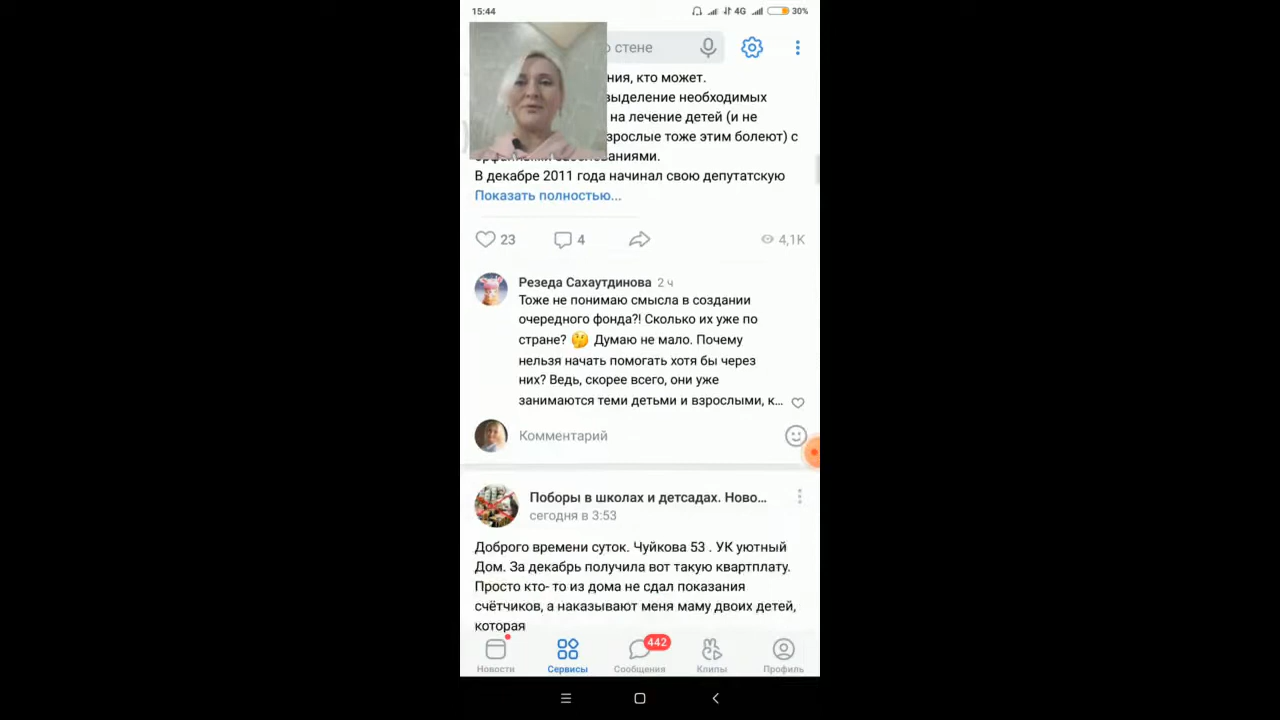 15:44
4G
30%
о стене
ния, кто может.
выделение необходимых
на лечение детей (и не
зрослые тоже этим болеют) с
В декабре 2011 года начинал свою депутатскую
Показать полностью...
23
4
4,1K
Резеда Сахаутдинова 2 ч
Тоже не понимаю смысла в создании
очередного фонда?! Сколько их уже по
стране? 🤔 Думаю не мало. Почему
нельзя начать помогать хотя бы через
них? Ведь, скорее всего, они уже
занимаются теми детьми и взрослыми, к...
Комментарий
Поборы в школах и детсадах. Ново...
сегодня в 3:53
Доброго времени суток. Чуйкова 53 . УК уютный
Дом. За декабрь получила вот такую квартплату.
Просто кто- то из дома не сдал показания
счётчиков, а наказывают меня маму двоих детей,
которая
442
Новости
Сервисы
Сообщения
Клипы
Профиль